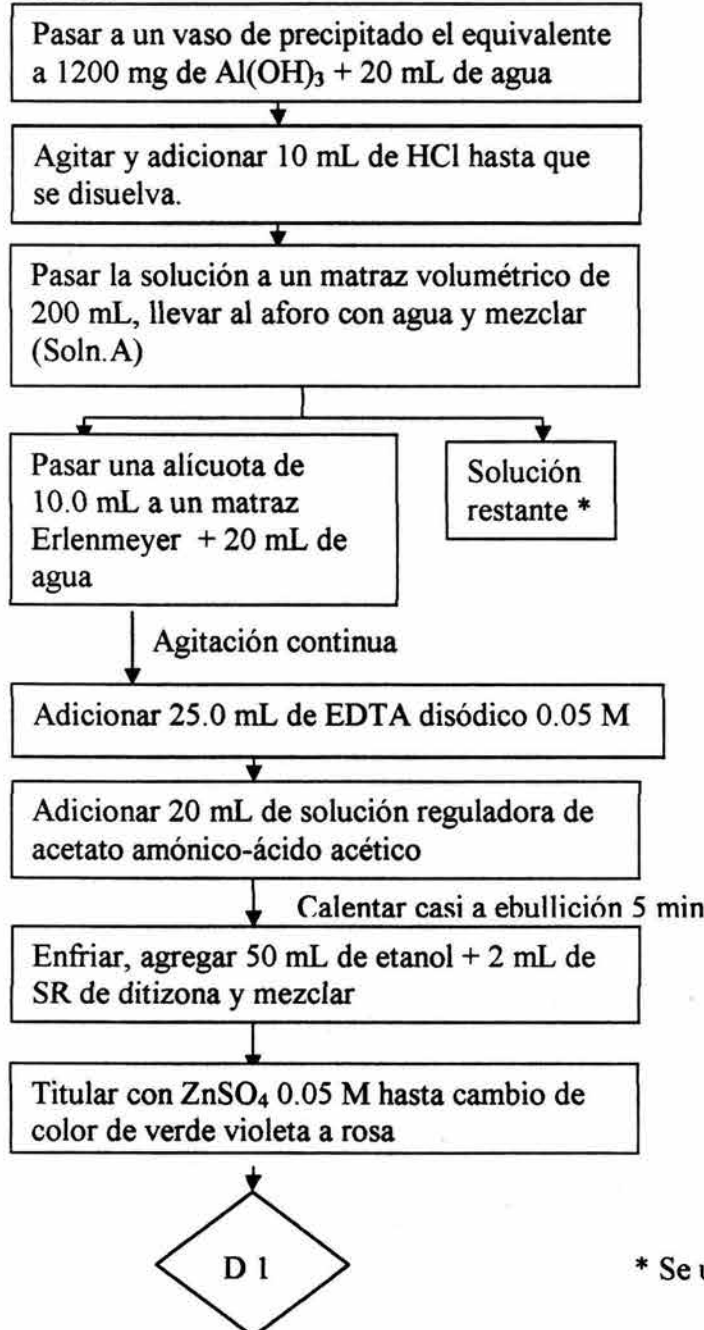 Pasar a un vaso de precipitado el equivalente
a 1200 mg de Al(OH)₃ + 20 mL de agua
Agitar y adicionar 10 mL de HCl hasta que
se disuelva.
Pasar la solución a un matraz volumétrico de
200 mL, llevar al aforo con agua y mezclar
(Soln.A)
Pasar una alícuota de
10.0 mL a un matraz
Erlenmeyer + 20 mL de
agua
Solución
restante *
Agitación continua
Adicionar 25.0 mL de EDTA disódico 0.05 M
Adicionar 20 mL de solución reguladora de
acetato amónico-ácido acético
Calentar casi a ebullición 5 min
Enfriar, agregar 50 mL de etanol + 2 mL de
SR de ditizona y mezclar
Titular con ZnSO₄ 0.05 M hasta cambio de
color de verde violeta a rosa
D 1
* Se